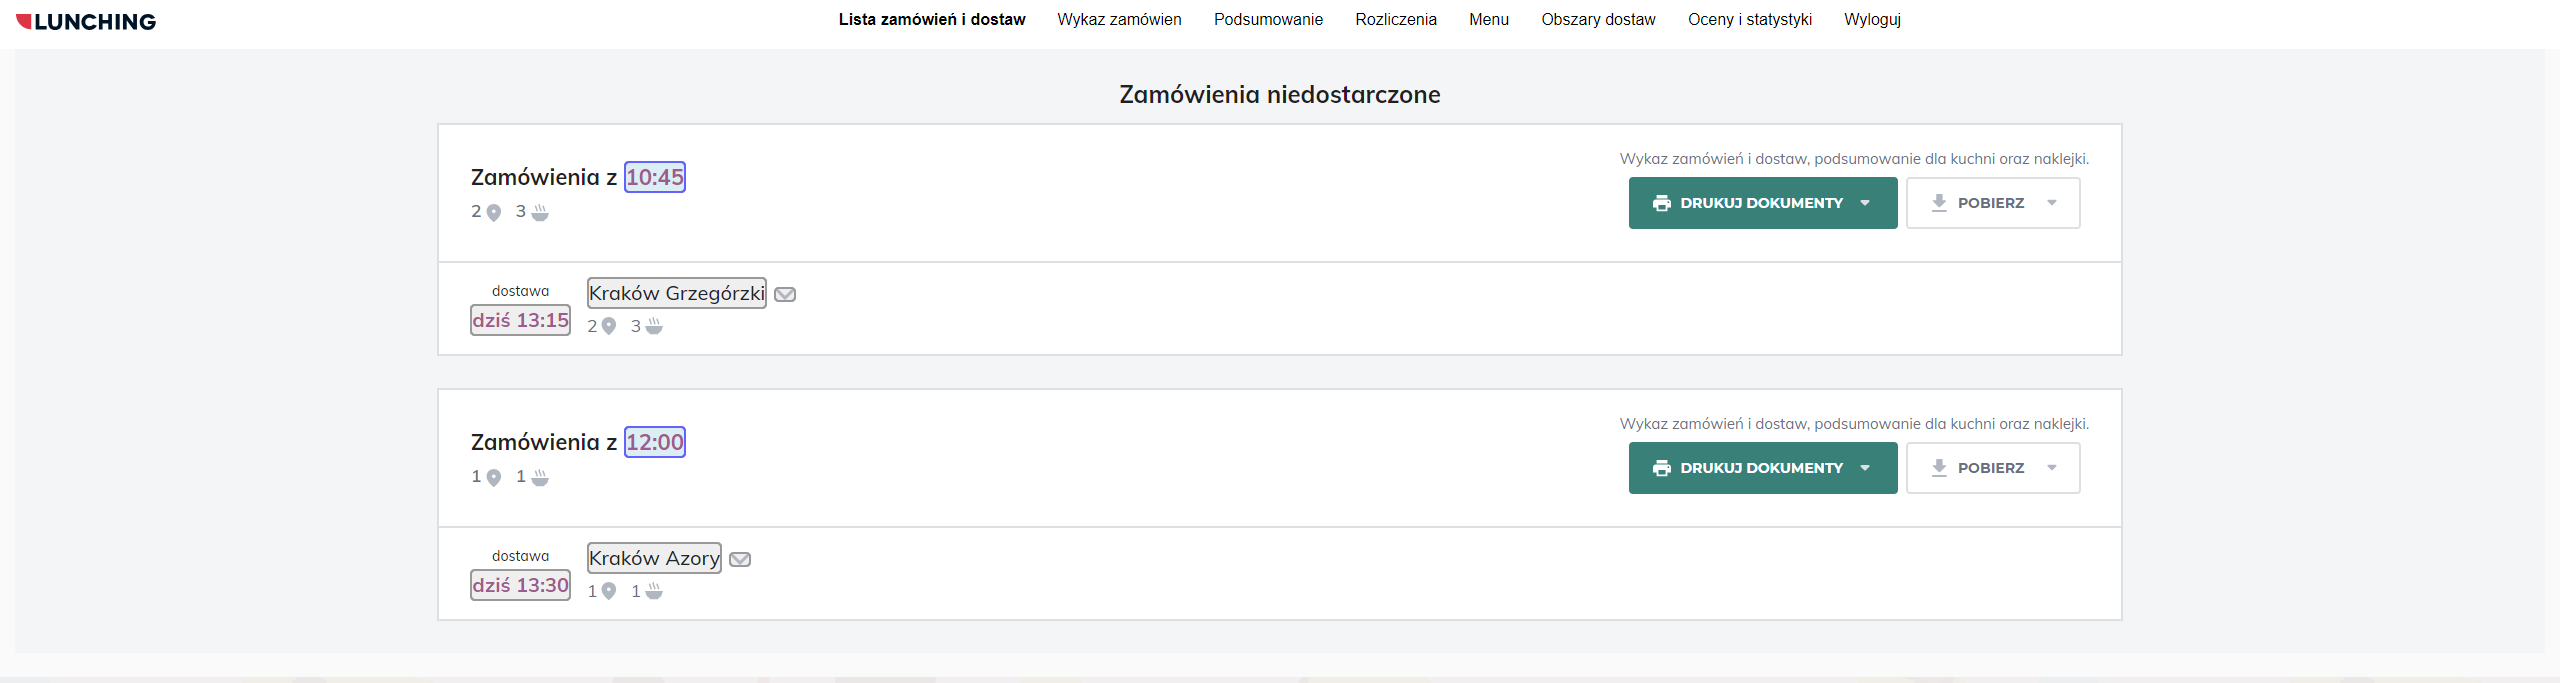 LUNCHING
Lista zamówień i dostaw Wykaz zamówien Podsumowanie Rozliczenia Menu Obszary dostaw Oceny i statystyki Wyloguj
Zamówienia niedostarczone
Zamówienia z 10:45
2 3
Wykaz zamówień i dostaw, podsumowanie dla kuchni oraz naklejki.
DRUKUJ DOKUMENTY POBIERZ
dostawa
dziś 13:15
Kraków Grzegórzki
2 3
Zamówienia z 12:00
1 1
Wykaz zamówień i dostaw, podsumowanie dla kuchni oraz naklejki.
DRUKUJ DOKUMENTY POBIERZ
dostawa
dziś 13:30
Kraków Azory
1 1